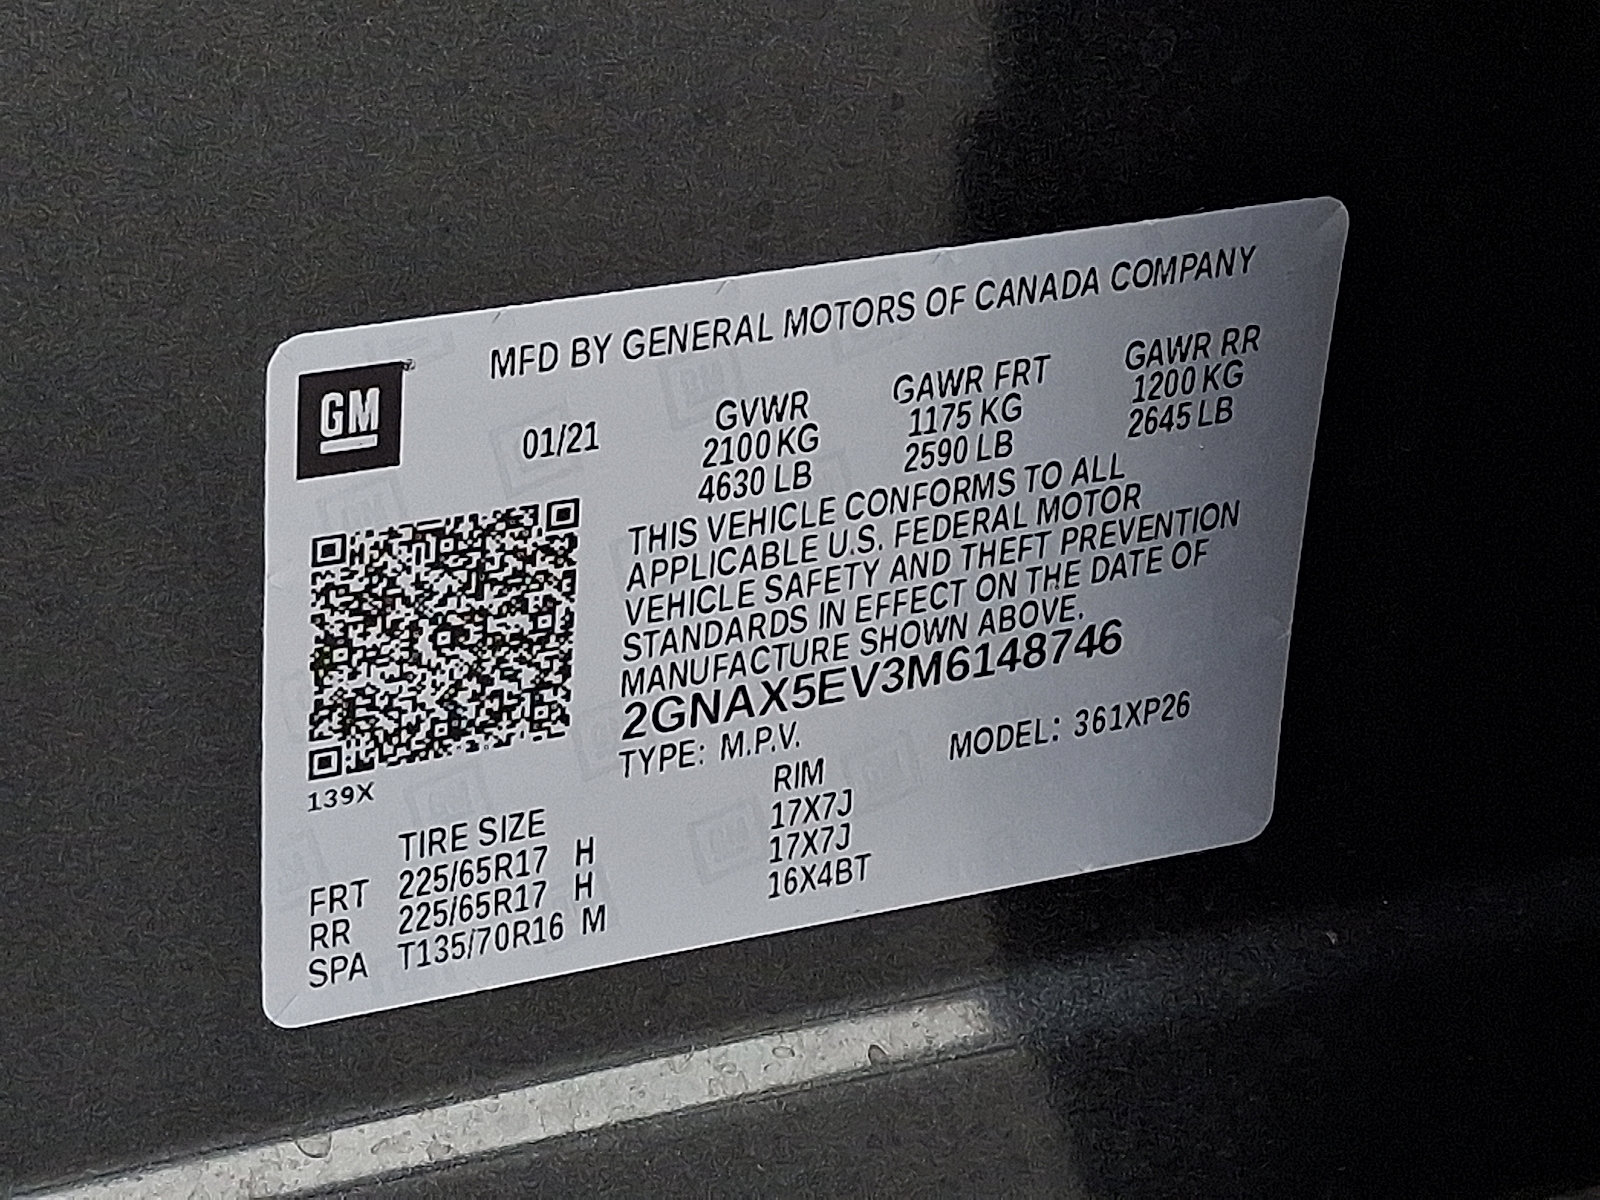 MFD BY GENERAL MOTORS OF CANADA COMPANY
GM
01/21
GVWR
2100 KG
4630 LB
GAWR FRT
1175 KG
2590 LB
GAWR RR
1200 KG
2645 LB
THIS VEHICLE CONFORMS TO ALL
APPLICABLE U.S. FEDERAL MOTOR
VEHICLE SAFETY AND THEFT PREVENTION
STANDARDS IN EFFECT ON THE DATE OF
MANUFACTURE SHOWN ABOVE.
2GNAX5EV3M6148746
TYPE: M.P.V. MODEL: 361XP26
139X
TIRE SIZE RIM
FRT 225/65R17 H 17X7J
RR 225/65R17 H 17X7J
SPA T135/70R16 M 16X4BT